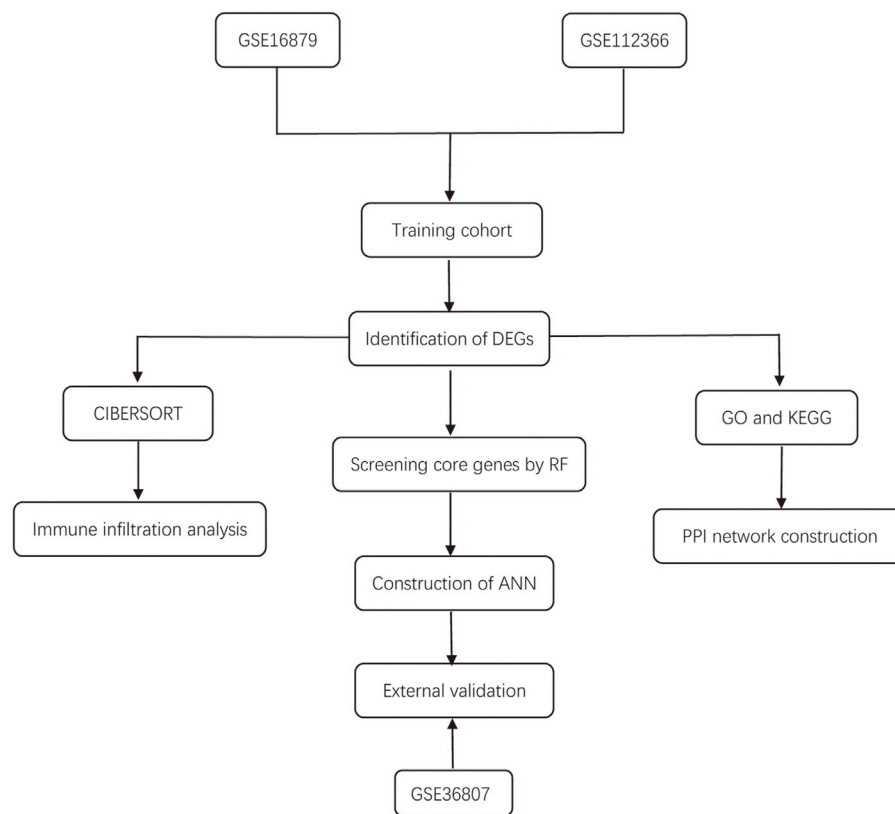 GSE16879
GSE112366
Training cohort
Identification of DEGs
CIBERSORT
GO and KEGG
Screening core genes by RF
Immune infiltration analysis
PPI network construction
Construction of ANN
External validation
GSE36807